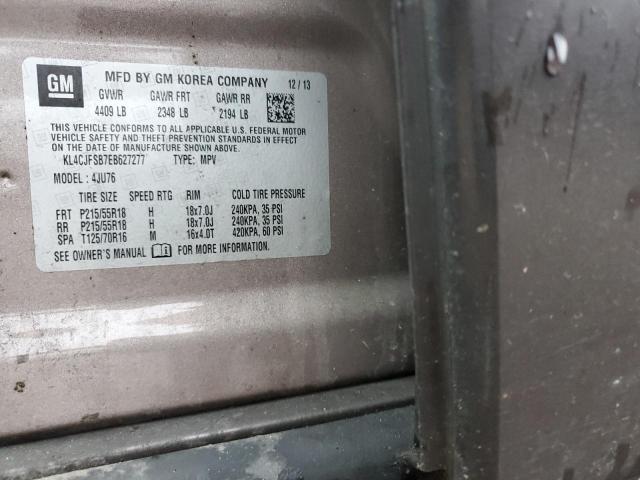 GM MFD BY GM KOREA COMPANY 12/13
GVWR GAWR FRT GAWR RR
4409 LB 2348 LB 2194 LB
THIS VEHICLE CONFORMS TO ALL APPLICABLE U.S. FEDERAL MOTOR
VEHICLE SAFETY AND THEFT PREVENTION STANDARDS IN EFFECT
ON THE DATE OF MANUFACTURE SHOWN ABOVE.
KL4CJFSB7EB627277 TYPE: MPV
MODEL: 4JU76
TIRE SIZE SPEED RTG RIM COLD TIRE PRESSURE
FRT P215/55R18 H 18x7.0J 240KPA, 35 PSI
RR P215/55R18 H 18x7.0J 240KPA, 35 PSI
SPA T125/70R16 M 16x4.0T 420KPA, 60 PSI
SEE OWNER'S MANUAL FOR MORE INFORMATION.